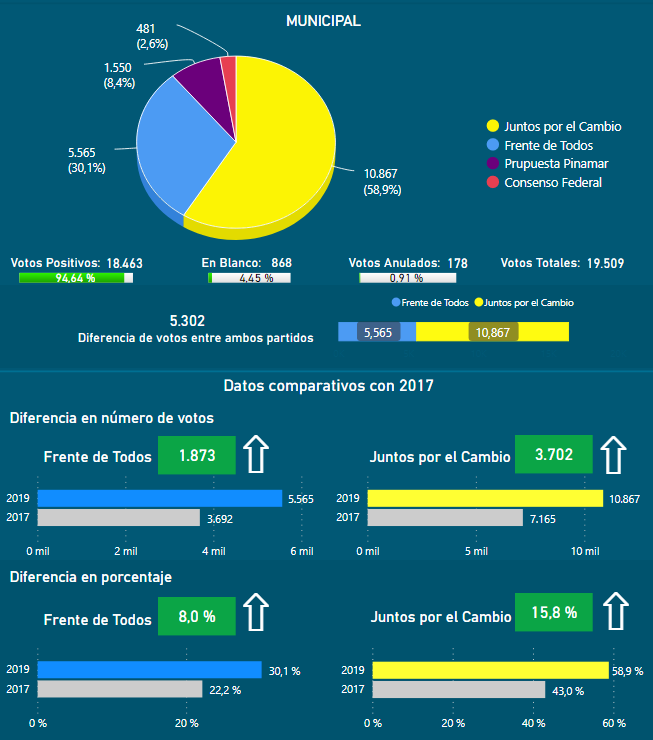 MUNICIPAL
481
(2,6%)
1.550
(8,4%)
5.565
(30,1%)
10.867
(58,9%)
Juntos por el Cambio
Frente de Todos
Prupuesta Pinamar
Consenso Federal
Votos Positivos: 18.463
94,64 %
En Blanco: 868
4,45 %
Votos Anulados: 178
0,91 %
Votos Totales: 19.509
5.302
Diferencia de votos entre ambos partidos
Frente de Todos Juntos por el Cambio
5,565 10,867
Datos comparativos con 2017
Diferencia en número de votos
Frente de Todos 1.873
2019 5.565
2017 3.692
0 mil 2 mil 4 mil 6 mil
Juntos por el Cambio 3.702
2019 10.867
2017 7.165
0 mil 5 mil 10 mil
Diferencia en porcentaje
Frente de Todos 8,0 %
2019 30,1 %
2017 22,2 %
0 % 20 %
Juntos por el Cambio 15,8 %
2019 58,9 %
2017 43,0 %
0 % 20 % 40 % 60 %